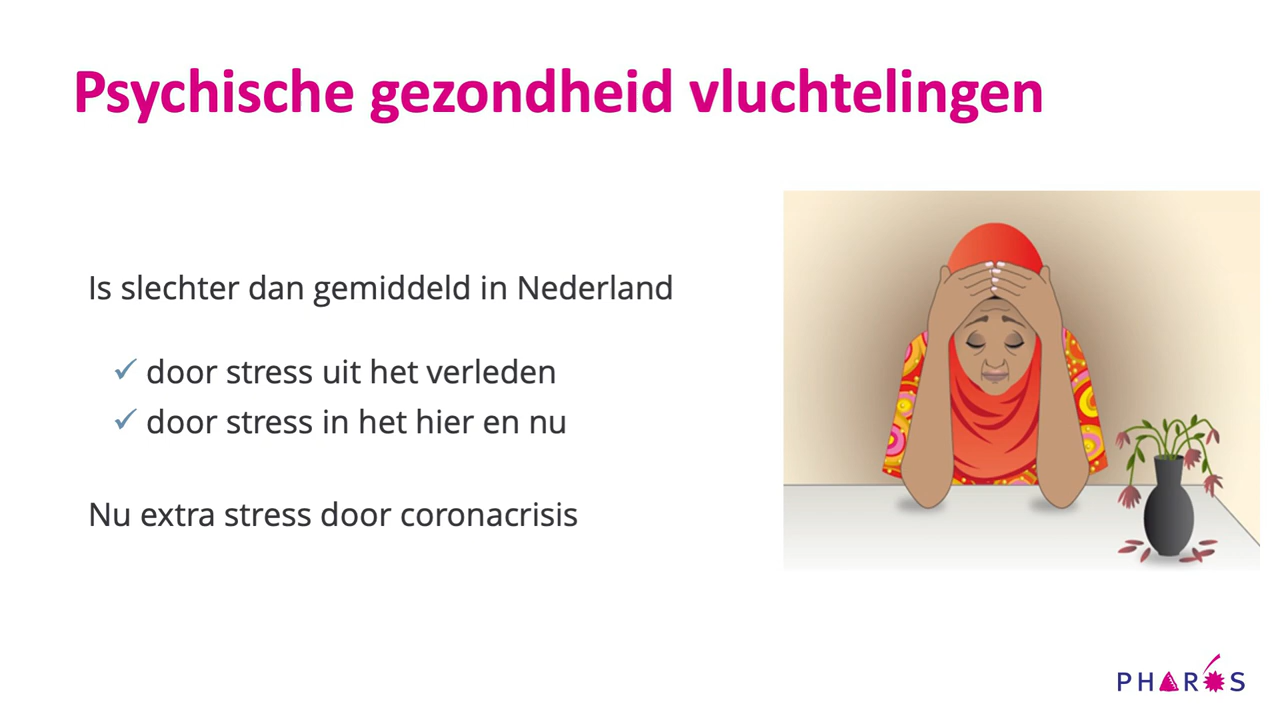 Psychische gezondheid vluchtelingen
Is slechter dan gemiddeld in Nederland
door stress uit het verleden
door stress in het hier en nu
Nu extra stress door coronacrisis
PHAROS